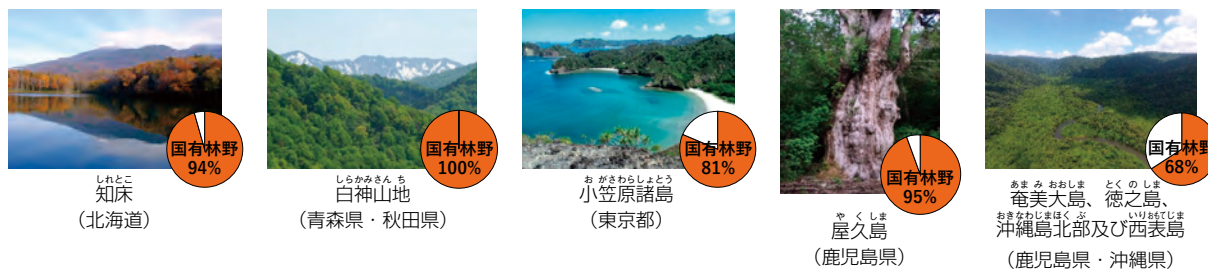 国有林野
94%
知床
しれとこ
（北海道）
国有林野
100%
白神山地
しらかみさんち
（青森県・秋田県）
国有林野
81%
小笠原諸島
おがさわらしょとう
（東京都）
国有林野
95%
屋久島
やくしま
（鹿児島県）
国有林野
68%
奄美大島、徳之島、
あまみおおしま とくのしま
沖縄島北部及び西表島
おきなわじまほくぶ いりおもてじま
（鹿児島県・沖縄県）